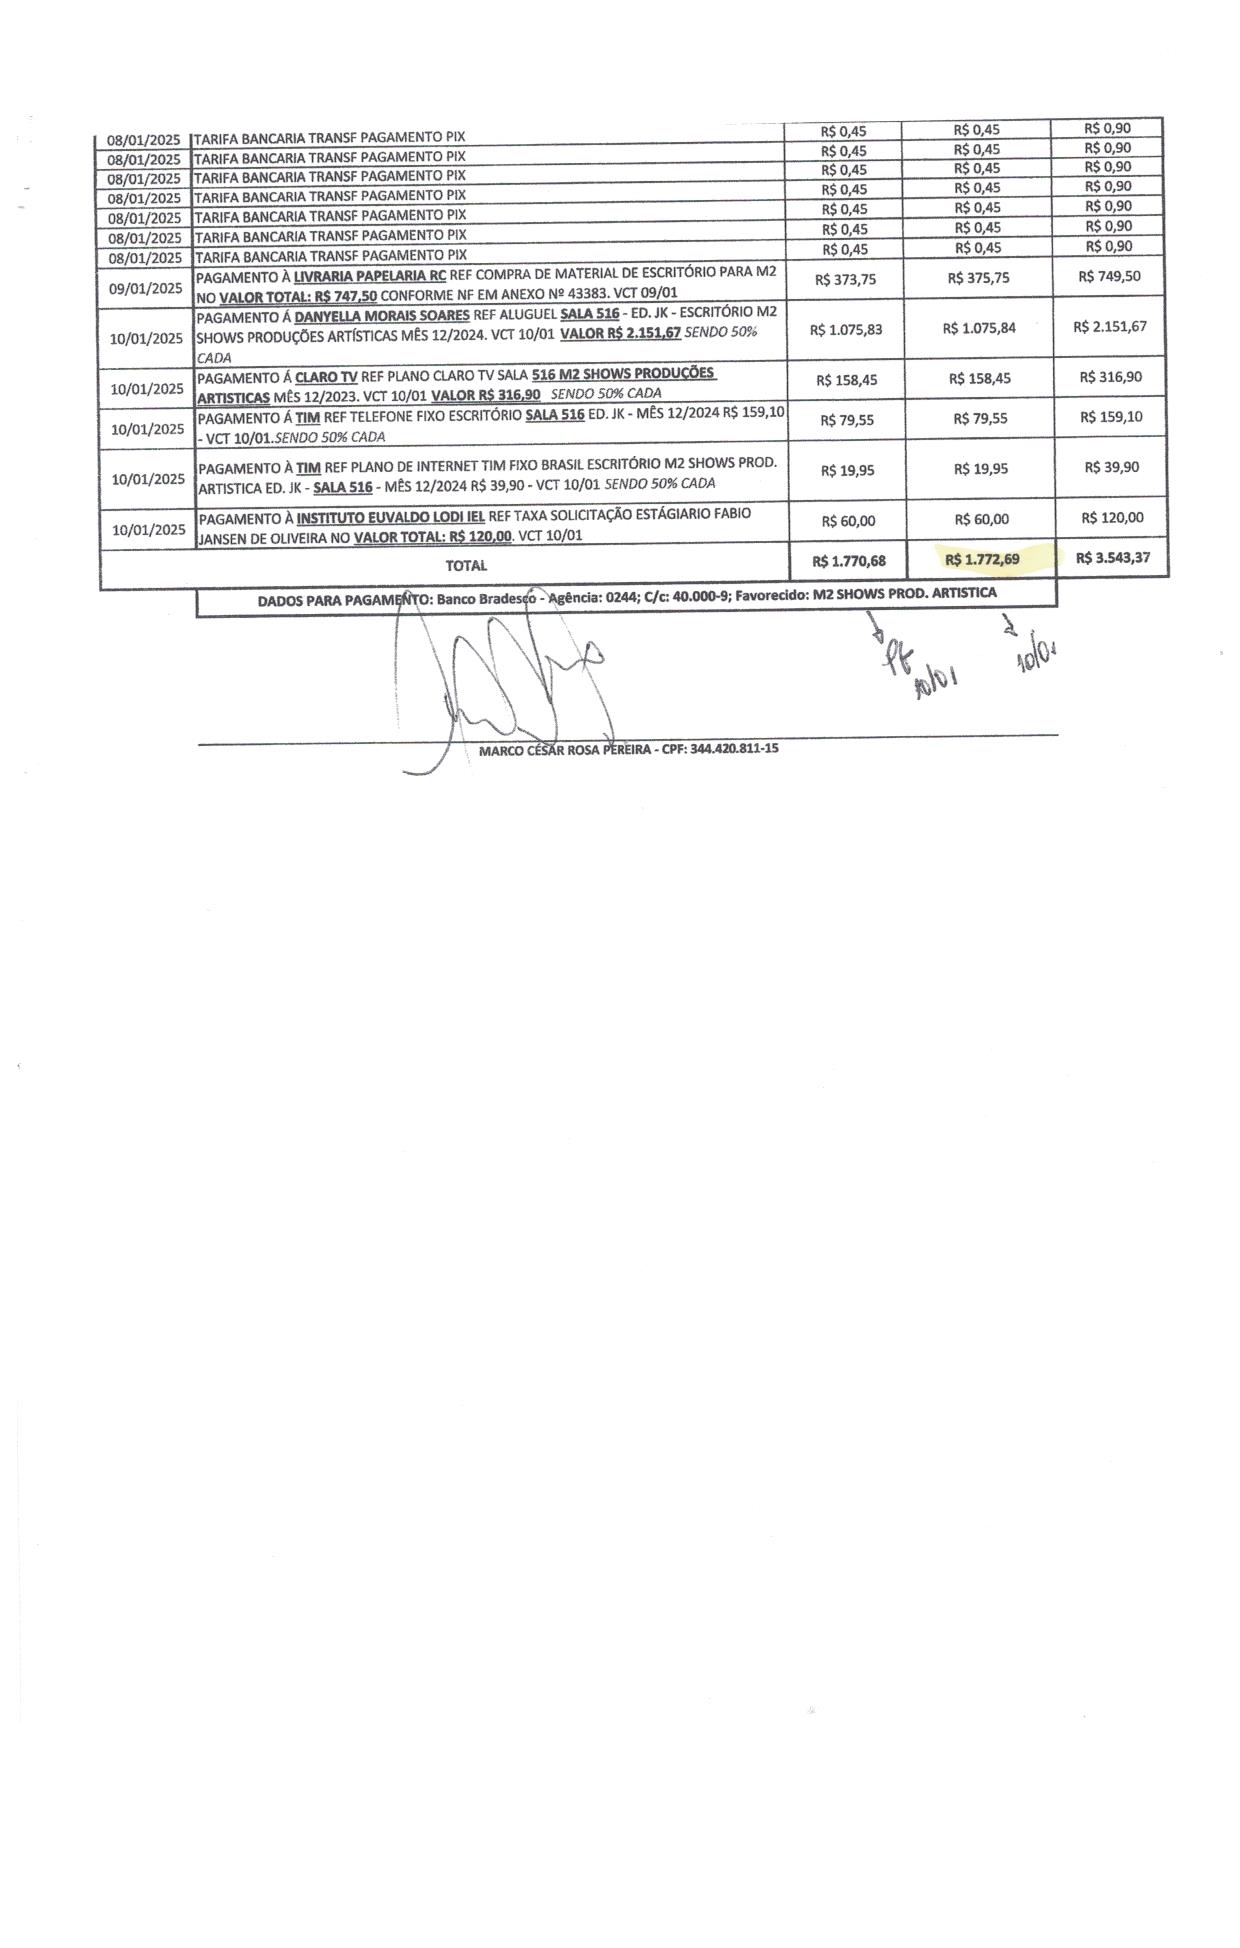 08/01/2025 TARIFA BANCARIA TRANSF PAGAMENTO PIX R$ 0,45 R$ 0,45 R$ 0,90
08/01/2025 TARIFA BANCARIA TRANSF PAGAMENTO PIX R$ 0,45 R$ 0,45 R$ 0,90
08/01/2025 TARIFA BANCARIA TRANSF PAGAMENTO PIX R$ 0,45 R$ 0,45 R$ 0,90
08/01/2025 TARIFA BANCARIA TRANSF PAGAMENTO PIX R$ 0,45 R$ 0,45 R$ 0,90
08/01/2025 TARIFA BANCARIA TRANSF PAGAMENTO PIX R$ 0,45 R$ 0,45 R$ 0,90
08/01/2025 TARIFA BANCARIA TRANSF PAGAMENTO PIX R$ 0,45 R$ 0,45 R$ 0,90
08/01/2025 TARIFA BANCARIA TRANSF PAGAMENTO PIX R$ 0,45 R$ 0,45 R$ 0,90
PAGAMENTO À LIVRARIA PAPELARIA RC REF COMPRA DE MATERIAL DE ESCRITÓRIO PARA M2
09/01/2025 NO VALOR TOTAL: R$ 747,50 CONFORME NF EM ANEXO Nº 43383. VCT 09/01 R$ 373,75 R$ 375,75 R$ 749,50
PAGAMENTO Á DANYELLA MORAIS SOARES REF ALUGUEL SALA 516 - ED. JK - ESCRITÓRIO M2
10/01/2025 SHOWS PRODUÇÕES ARTÍSTICAS MÊS 12/2024. VCT 10/01 VALOR R$ 2.151,67 SENDO 50% R$ 1.075,83 R$ 1.075,84 R$ 2.151,67
CADA
PAGAMENTO Á CLARO TV REF PLANO CLARO TV SALA 516 M2 SHOWS PRODUÇÕES
10/01/2025 ARTISTICAS MÊS 12/2023. VCT 10/01 VALOR R$ 316,90 SENDO 50% CADA R$ 158,45 R$ 158,45 R$ 316,90
PAGAMENTO Á TIM REF TELEFONE FIXO ESCRITÓRIO SALA 516 ED. JK - MÊS 12/2024 R$ 159,10
10/01/2025 - VCT 10/01.SENDO 50% CADA R$ 79,55 R$ 79,55 R$ 159,10
PAGAMENTO À TIM REF PLANO DE INTERNET TIM FIXO BRASIL ESCRITÓRIO M2 SHOWS PROD.
10/01/2025 ARTISTICA ED. JK - SALA 516 - MÊS 12/2024 R$ 39,90 - VCT 10/01 SENDO 50% CADA R$ 19,95 R$ 19,95 R$ 39,90
PAGAMENTO À INSTITUTO EUVALDO LODI IEL REF TAXA SOLICITAÇÃO ESTÁGIARIO FABIO
10/01/2025 JANSEN DE OLIVEIRA NO VALOR TOTAL: R$ 120,00. VCT 10/01 R$ 60,00 R$ 60,00 R$ 120,00
TOTAL R$ 1.770,68 R$ 1.772,69 R$ 3.543,37
DADOS PARA PAGAMENTO: Banco Bradesco - Agência: 0244; C/c: 40.000-9; Favorecido: M2 SHOWS PROD. ARTISTICA
10/01 10/01
MARCO CÉSAR ROSA PEREIRA - CPF: 344.420.811-15